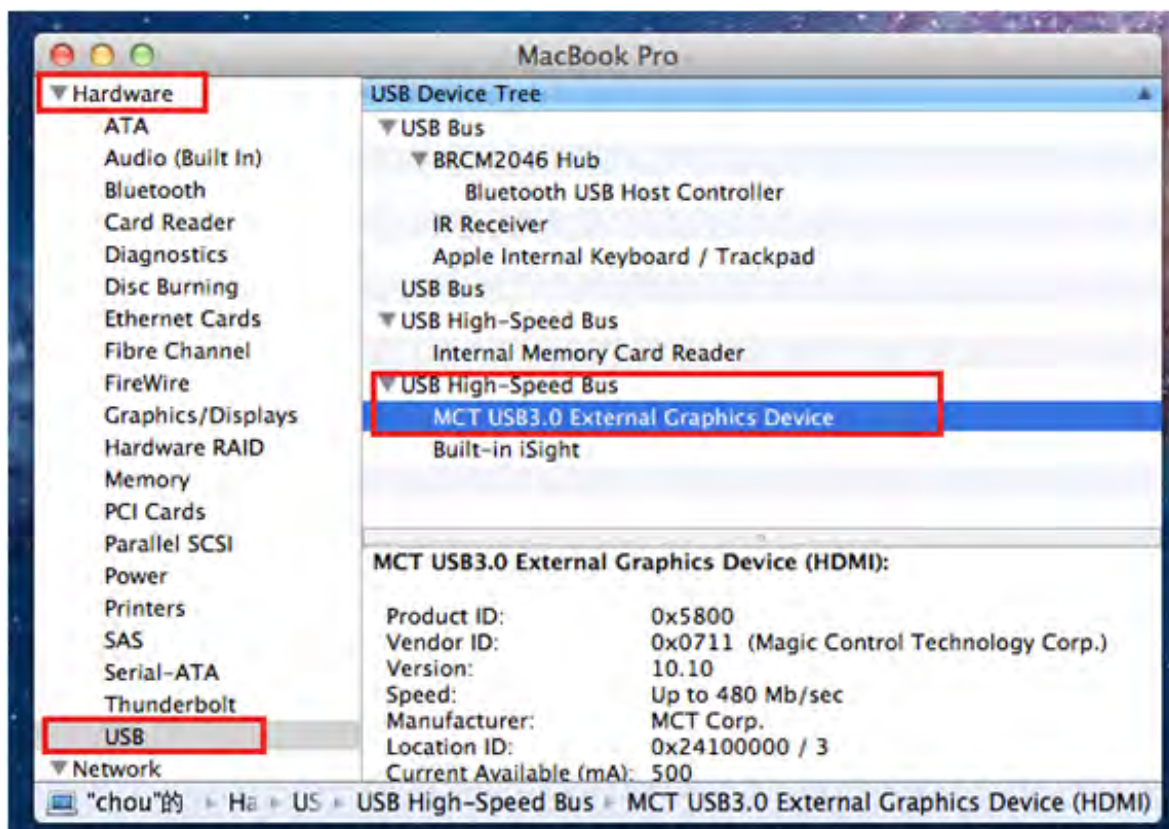 MacBook Pro
Hardware
ATA
Audio (Built In)
Bluetooth
Card Reader
Diagnostics
Disc Burning
Ethernet Cards
Fibre Channel
FireWire
Graphics/Displays
Hardware RAID
Memory
PCI Cards
Parallel SCSI
Power
Printers
SAS
Serial-ATA
Thunderbolt
USB
Network
USB Device Tree
USB Bus
BRCM2046 Hub
Bluetooth USB Host Controller
IR Receiver
Apple Internal Keyboard / Trackpad
USB Bus
USB High-Speed Bus
Internal Memory Card Reader
USB High-Speed Bus
MCT USB3.0 External Graphics Device
Built-in iSight
MCT USB3.0 External Graphics Device (HDMI):
Product ID: 0x5800
Vendor ID: 0x0711 (Magic Control Technology Corp.)
Version: 10.10
Speed: Up to 480 Mb/sec
Manufacturer: MCT Corp.
Location ID: 0x24100000 / 3
Current Available (mA): 500
"chou"的 Ha US USB High-Speed Bus MCT USB3.0 External Graphics Device (HDMI)